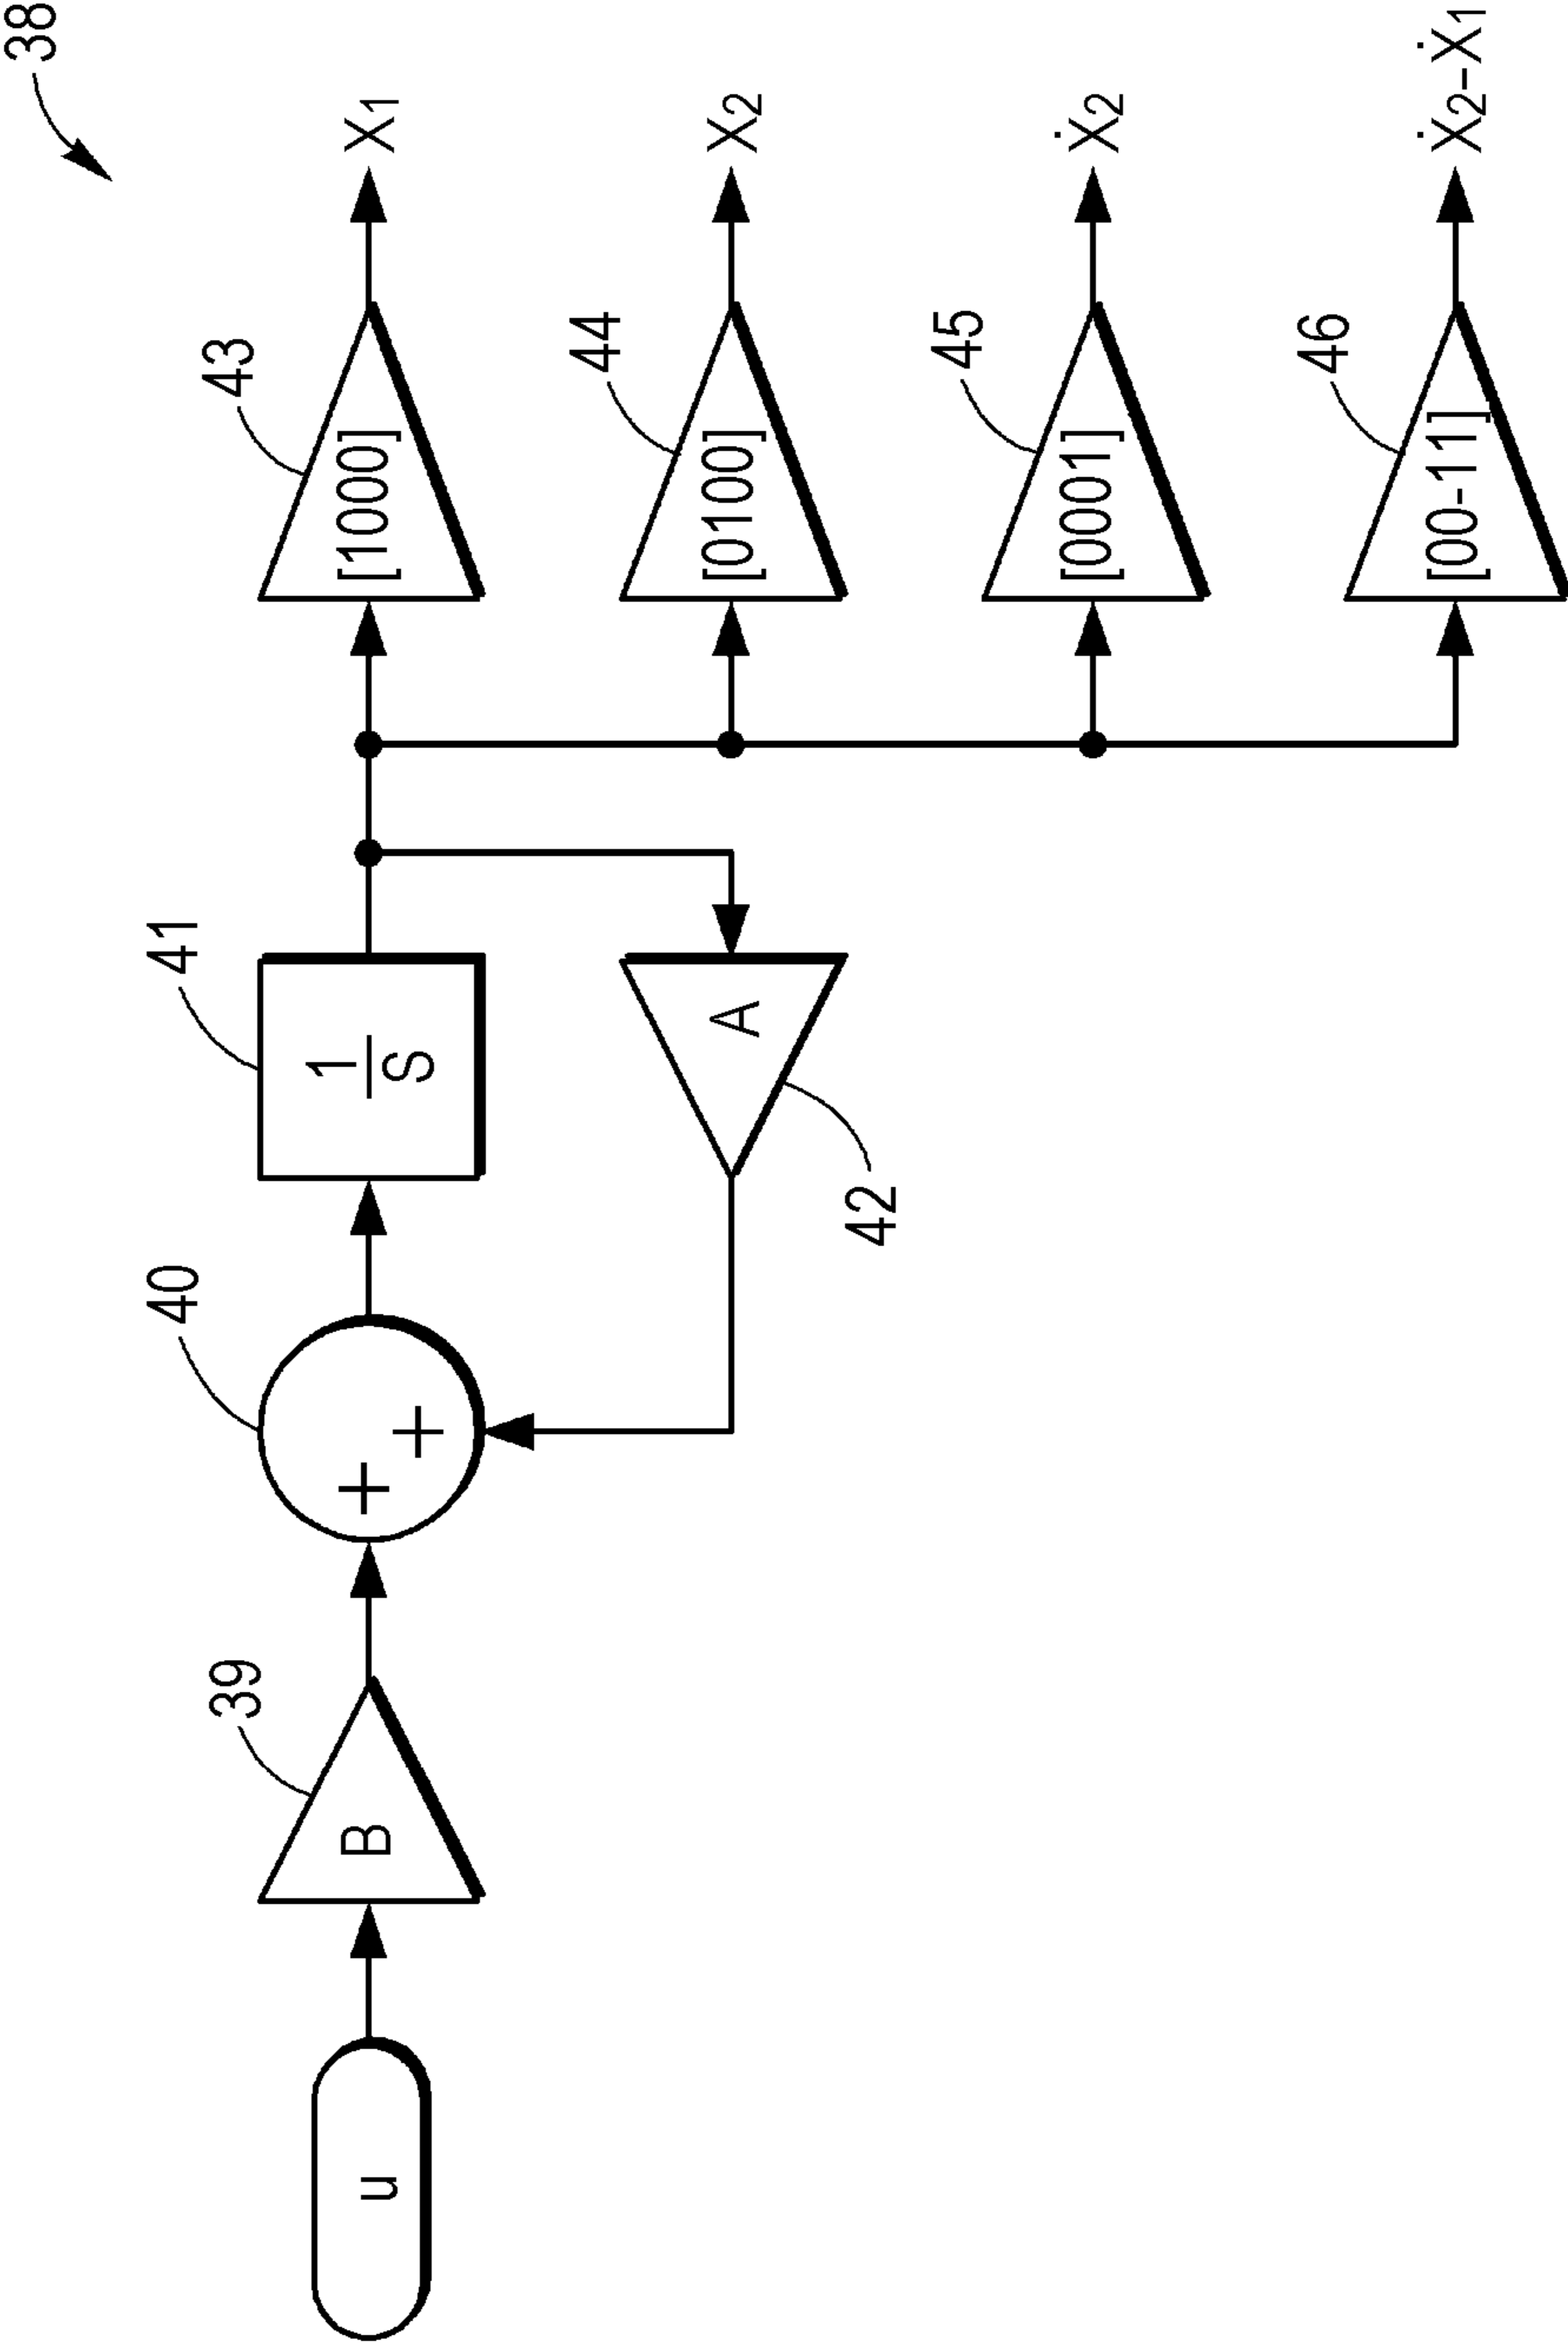 38
43
[1000]
X1
40
41
39
u
B
+
+
1
S
44
[0100]
X2
A
42
45
[0001]
Ẋ2
46
[00-11]
Ẋ2-Ẋ1